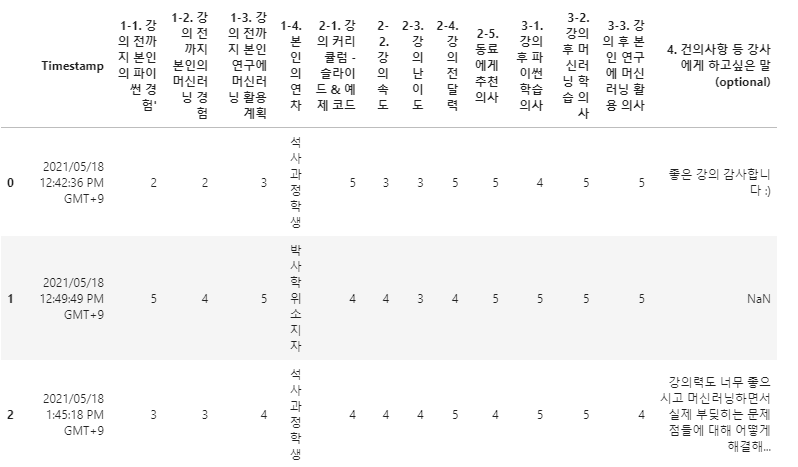 Timestamp
1-1. 강
의 전까
지 본인
의 파이
썬 경
험'
1-2. 강
의 전
까지
본인의
머신러
닝 경
험
1-3. 강
의 전까
지 본인
연구에
머신러
닝 활용
계획
1-4.
본
인
의
연
차
2-1. 강
의 커리
큘럼 -
슬라이
드 & 예
제 코드
2-
2. 강
의 속
도
2-3.
강
의
난
이
도
2-4.
강
의
전
달
력
2-5.
동료
에게
추천
의사
3-1.
강의
후 파
이썬
학습
의사
3-2.
강의
후 머
신러
닝 학
습 의
사
3-3. 강
의 후 본
인 연구
에 머신
러닝 활
용 의사
4. 건의사항 등 강사
에게 하고싶은 말
(optional)
0
2021/05/18
12:42:36 PM
GMT+9
2
2
3
석
사
과
정
학
생
5
3
3
5
5
4
5
5
좋은 강의 감사합니
다 :)
1
2021/05/18
12:49:49 PM
GMT+9
5
4
5
박
사
학
위
소
지
자
4
4
3
4
5
5
5
5
NaN
2
2021/05/18
1:45:18 PM
GMT+9
3
3
4
석
사
과
정
학
생
4
4
4
5
4
5
5
4
강의력도 너무 좋으
시고 머신러닝하면서
실제 부딪히는 문제
점들에 대해 어떻게
해결해...